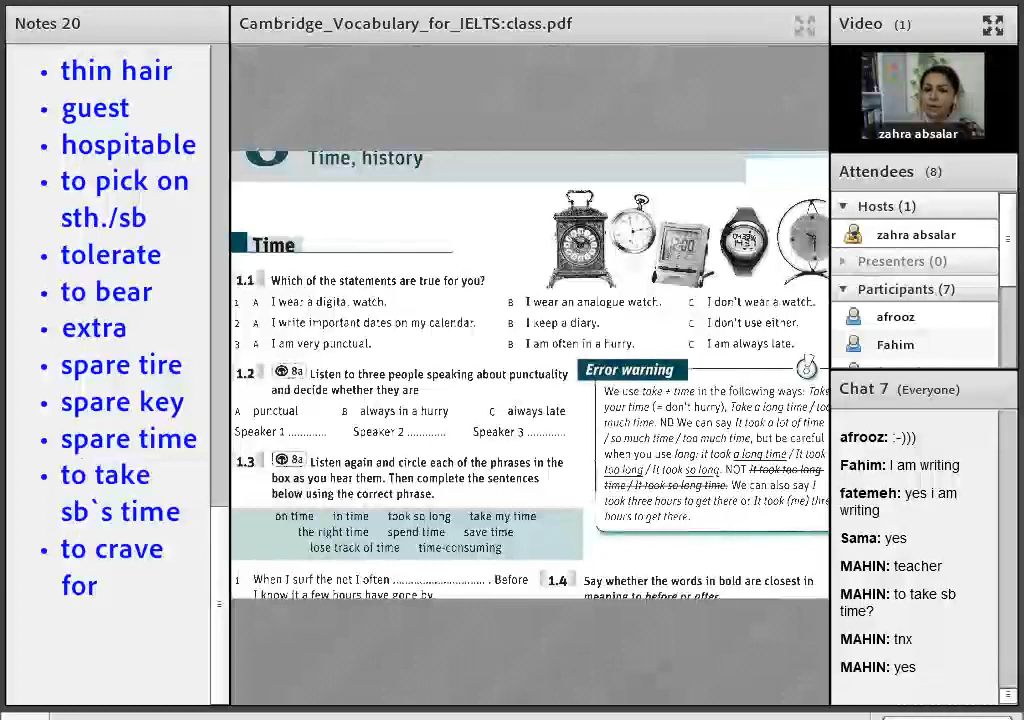 Notes 20
• thin hair
• guest
• hospitable
• to pick on
sth./sb
• tolerate
• to bear
• extra
• spare tire
• spare key
• spare time
• to take
sb`s time
• to crave
for
Cambridge_Vocabulary_for_IELTS:class.pdf
Time, history
Time
1.1 Which of the statements are true for you?
1 A I wear a digital watch. B I wear an analogue watch. C I don't wear a watch.
2 A I write important dates on my calendar. B I keep a diary. C I don't use either.
3 A I am very punctual. B I am often in a hurry. C I am always late.
1.2 8a Listen to three people speaking about punctuality
and decide whether they are
A punctual B always in a hurry C always late
Speaker 1 ............ Speaker 2 ............ Speaker 3 ............
1.3 8a Listen again and circle each of the phrases in the
box as you hear them. Then complete the sentences
below using the correct phrase.
on time in time took so long take my time
the right time spend time save time
lose track of time time-consuming
1 When I surf the net I often ............................ . Before
I know it a few hours have gone by.
Error warning
We use take + time in the following ways: Take
your time (= don't hurry), Take a long time / too
much time. NO We can say It took a lot of time
/ so much time / too much time, but be careful
when you use long: it took a long time / It took
too long / It took so long. NOT It took too long
time / It took so long time. We can also say I
took three hours to get there or It took (me) thre
hours to get there.
1.4 Say whether the words in bold are closest in
meaning to before or after.
Video (1)
zahra absalar
Attendees (8)
Hosts (1)
zahra absalar
Presenters (0)
Participants (7)
afrooz
Fahim
Chat 7 (Everyone)
afrooz: :-)))
Fahim: I am writing
fatemeh: yes i am
writing
Sama: yes
MAHIN: teacher
MAHIN: to take sb
time?
MAHIN: tnx
MAHIN: yes